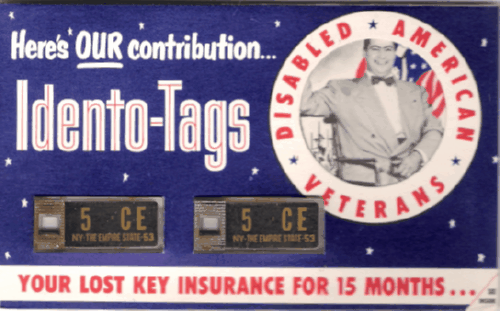 Here's OUR contribution...
Idento-Tags
DISABLED AMERICAN VETERANS
5 CE
NY-THE EMPIRE STATE-53
5 CE
NY-THE EMPIRE STATE-53
YOUR LOST KEY INSURANCE FOR 15 MONTHS...